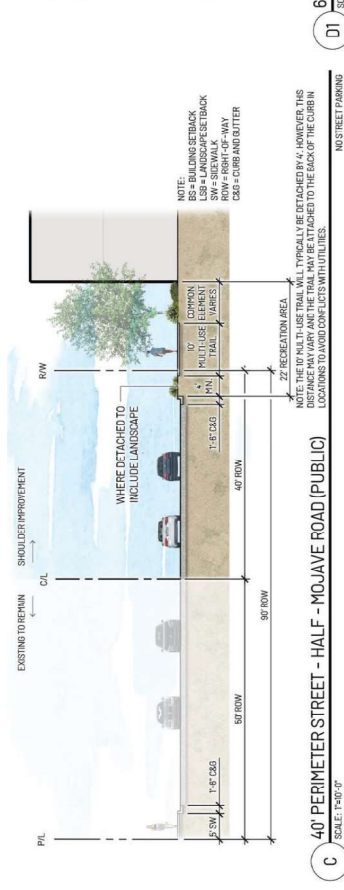 EXISTING TO REMAIN
SHOULDER IMPROVEMENT
P/L
C/L
R/W
WHERE DETACHED TO
INCLUDE LANDSCAPE
5' SW
1'-6" C&G
1'-6" C&G
4'
MIN.
10'
MULTI-USE
TRAIL
COMMON
ELEMENT
VARIES
50' ROW
40' ROW
22' RECREATION AREA
90' ROW
NOTE:
BS = BUILDING SETBACK
LSB = LANDSCAPE SETBACK
SW = SIDEWALK
ROW = RIGHT-OF-WAY
C&G = CURB AND GUTTER
NOTE: THE 10' MULTI-USE TRAIL WILL TYPICALLY BE DETACHED BY 4'. HOWEVER, THIS
DISTANCE MAY VARY AND THE TRAIL MAY BE ATTACHED TO THE BACK OF THE CURB IN
LOCATIONS TO AVOID CONFLICTS WITH UTILITIES.
C
40' PERIMETER STREET - HALF - MOJAVE ROAD (PUBLIC)
SCALE: 1"=10'-0"
NO STREET PARKING
D1
6